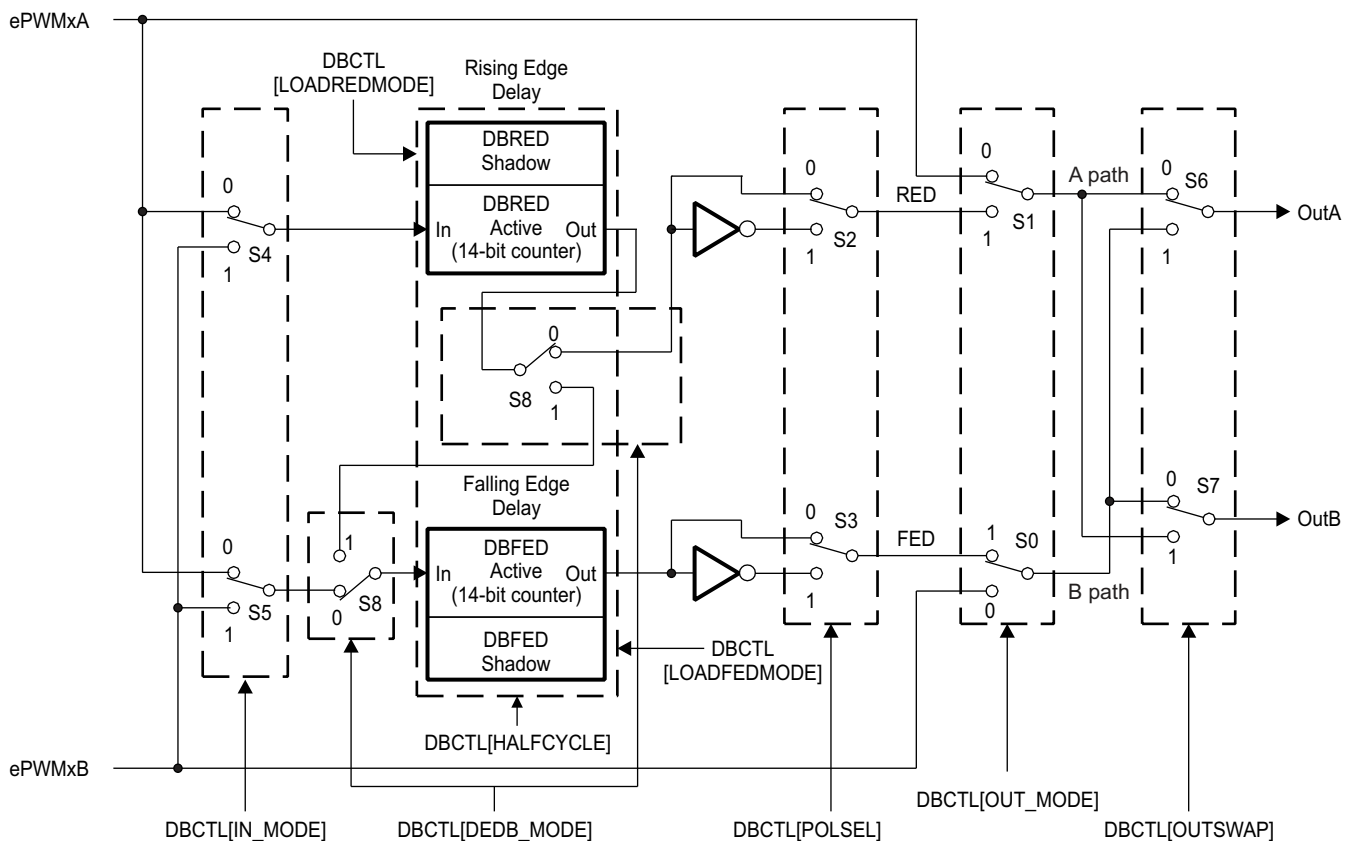 ePWMxA
DBCTL
[LOADREDMODE]
Rising Edge
Delay
DBRED
Shadow
DBRED
Active
(14-bit counter)
In
Out
0
S4
1
0
S8
1
0
S2
1
RED
0
S1
1
A path
0
S6
1
OutA
Falling Edge
Delay
DBFED
Active
(14-bit counter)
In
Out
DBFED
Shadow
0
S5
1
1
S8
0
0
S3
1
FED
1
S0
0
B path
0
S7
1
OutB
DBCTL
[LOADFEDMODE]
DBCTL[HALFCYCLE]
ePWMxB
DBCTL[IN_MODE]
DBCTL[DEDB_MODE]
DBCTL[POLSEL]
DBCTL[OUT_MODE]
DBCTL[OUTSWAP]